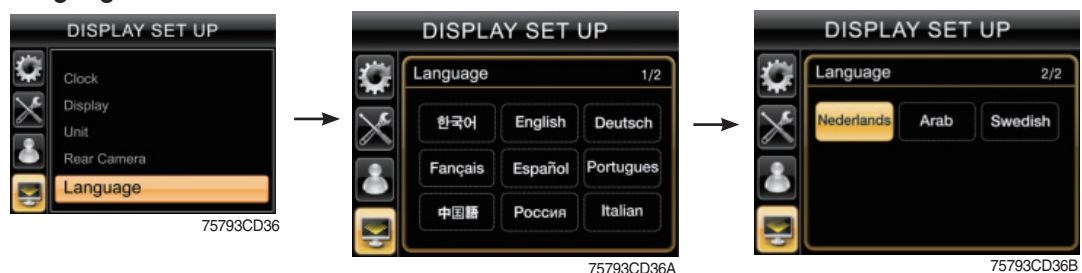 DISPLAY SET UP
Clock
Display
Unit
Rear Camera
Language
75793CD36
DISPLAY SET UP
Language 1/2
한국어 English Deutsch
Fançais Español Portugues
中国語 Россия Italian
75793CD36A
DISPLAY SET UP
Language 2/2
Nederlands Arab Swedish
75793CD36B